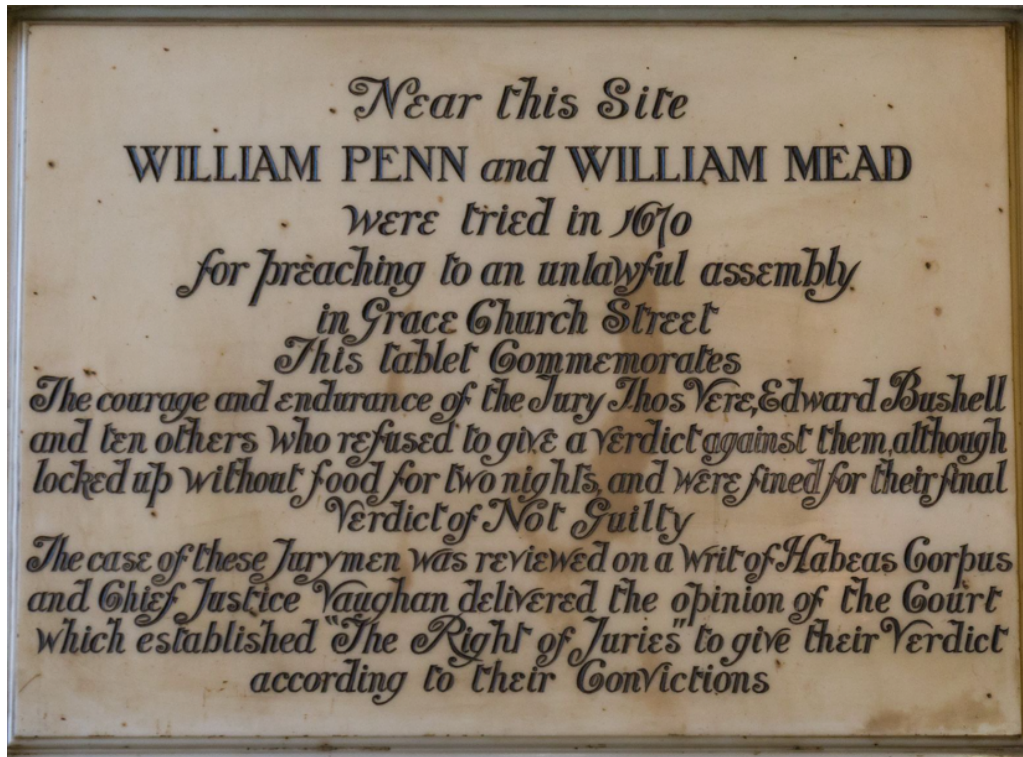 Near this Site
WILLIAM PENN and WILLIAM MEAD
were tried in 1670
for preaching to an unlawful assembly
in Grace Church Street
This tablet Commemorates
The courage and endurance of the Jury Thos Vere, Edward Bushell
and ten others who refused to give a verdict against them, although
locked up without food for two nights, and were fined for their final
Verdict of Not Guilty
The case of these Jurymen was reviewed on a writ of Habeas Corpus
and Chief Justice Vaughan delivered the opinion of the Court
which established "The Right of Juries" to give their Verdict
according to their Convictions